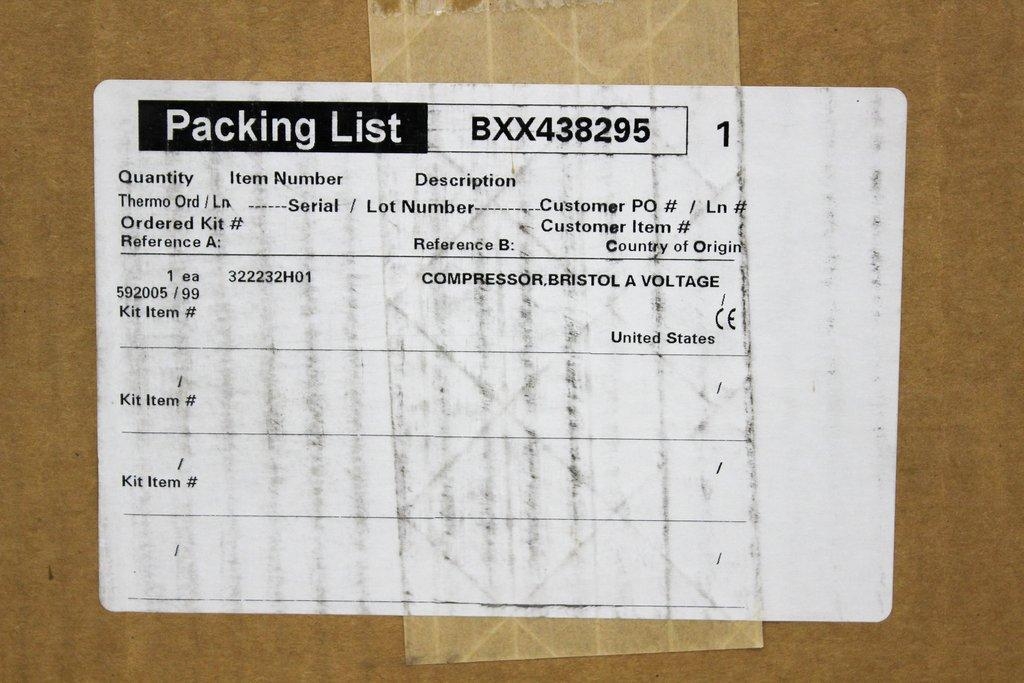 Packing List BXX438295 1
Quantity Item Number Description
Thermo Ord / Ln ------Serial / Lot Number----------Customer PO # / Ln #
Ordered Kit # Customer Item #
Reference A: Reference B: Country of Origin
1 ea 322232H01 COMPRESSOR,BRISTOL A VOLTAGE
592005 / 99 /
Kit Item # CE
United States
/ /
Kit Item #
/ /
Kit Item #
/ /